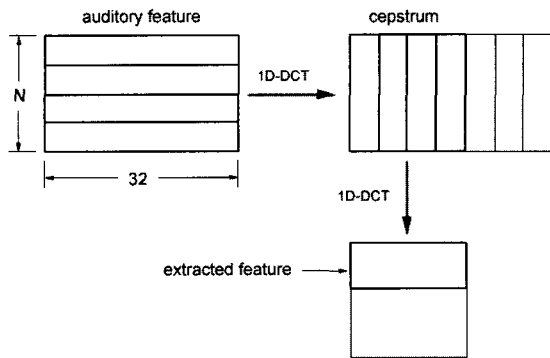 auditory feature
cepstrum
N
1D-DCT
32
1D-DCT
extracted feature